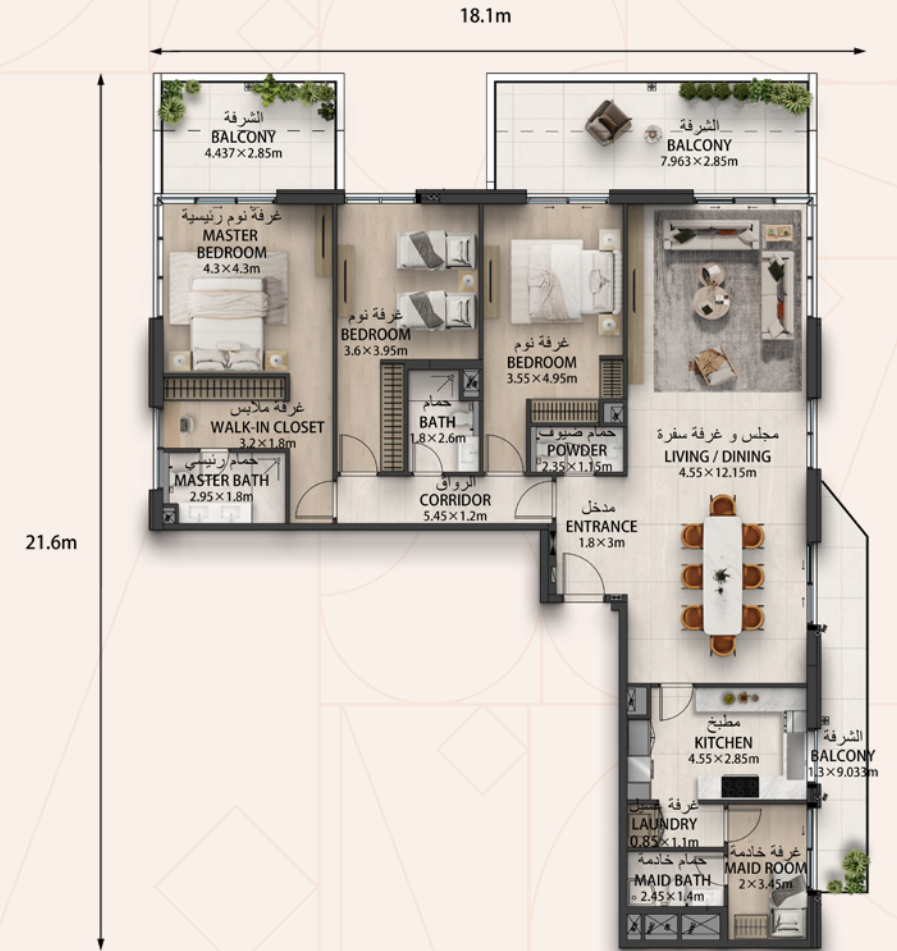 18.1m
الشرفة
BALCONY
4.437×2.85m
الشرفة
BALCONY
7.963×2.85m
غرفة نوم رئيسية
MASTER
BEDROOM
4.3×4.3m
غرفة نوم
BEDROOM
3.6×3.95m
غرفة نوم
BEDROOM
3.55×4.95m
غرفة ملابس
WALK-IN CLOSET
3.2×1.8m
حمام
BATH
1.8×2.6m
حمام ضيوف
POWDER
2.35×1.15m
مجلس و غرفة سفرة
LIVING / DINING
4.55×12.15m
حمام رئيسي
MASTER BATH
2.95×1.8m
الرواق
CORRIDOR
5.45×1.2m
مدخل
ENTRANCE
1.8×3m
21.6m
مطبخ
KITCHEN
4.55×2.85m
الشرفة
BALCONY
1.3×9.033m
غرفة غسيل
LAUNDRY
0.85×1.1m
حمام خادمة
MAID BATH
2.45×1.4m
غرفة خادمة
MAID ROOM
2×3.45m